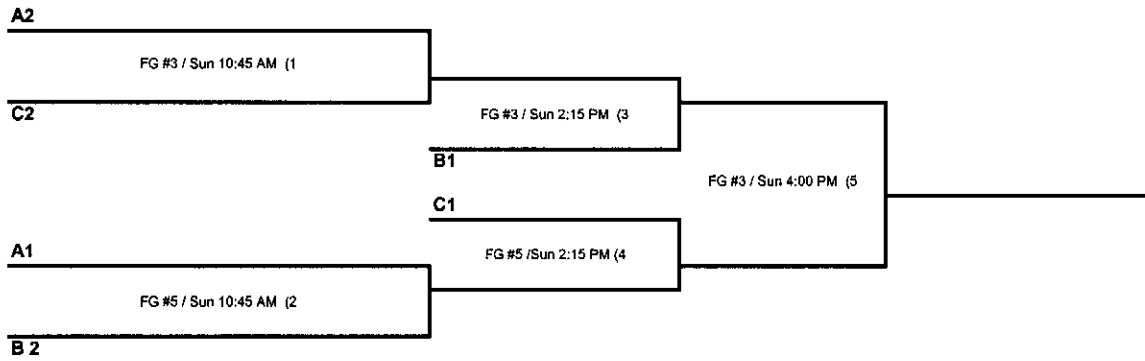 A2
FG #3 / Sun 10:45 AM (1
C2
FG #3 / Sun 2:15 PM (3
B1
FG #3 / Sun 4:00 PM (5
C1
A1
FG #5 /Sun 2:15 PM (4
FG #5 / Sun 10:45 AM (2
B 2